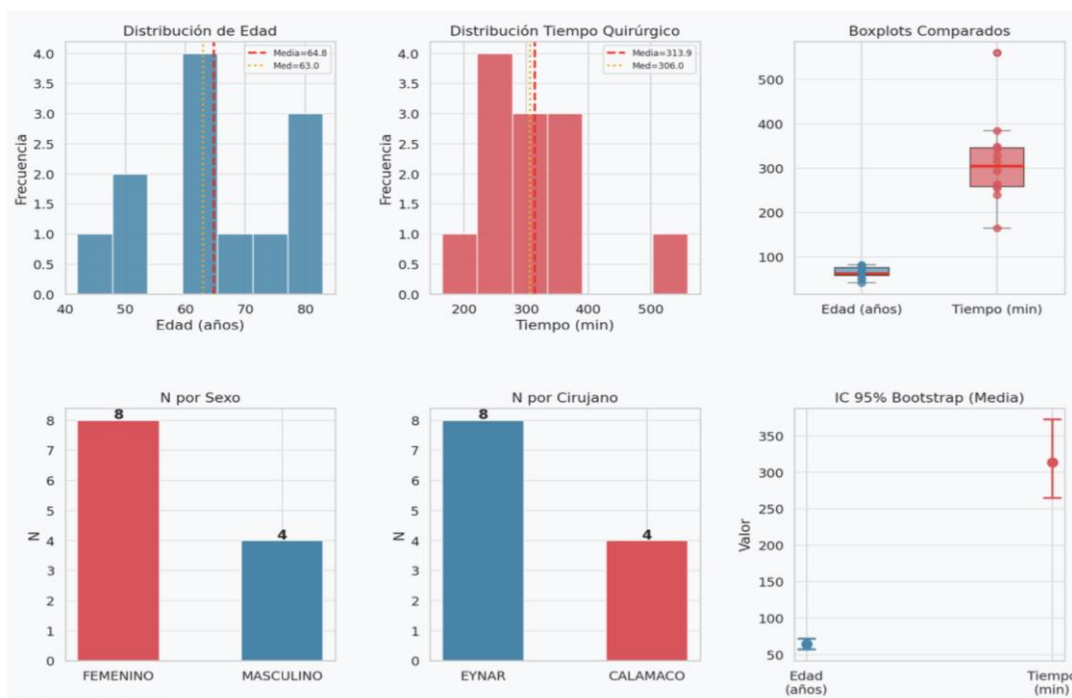 Distribución de Edad
Media=64.8
Med=63.0
4.0
3.5
3.0
2.5
2.0
1.5
1.0
0.5
0.0
Frecuencia
40 50 60 70 80
Edad (años)
Distribución Tiempo Quirúrgico
Media=313.9
Med=306.0
4.0
3.5
3.0
2.5
2.0
1.5
1.0
0.5
0.0
Frecuencia
200 300 400 500
Tiempo (min)
Boxplots Comparados
500
400
300
200
100
Edad (años) Tiempo (min)
N por Sexo
8
7
6
5
4
3
2
1
0
N
8
4
FEMENINO MASCULINO
N por Cirujano
8
7
6
5
4
3
2
1
0
N
8
4
EYNAR CALAMACO
IC 95% Bootstrap (Media)
350
300
250
200
150
100
50
Valor
Edad
(años)
Tiempo
(min)